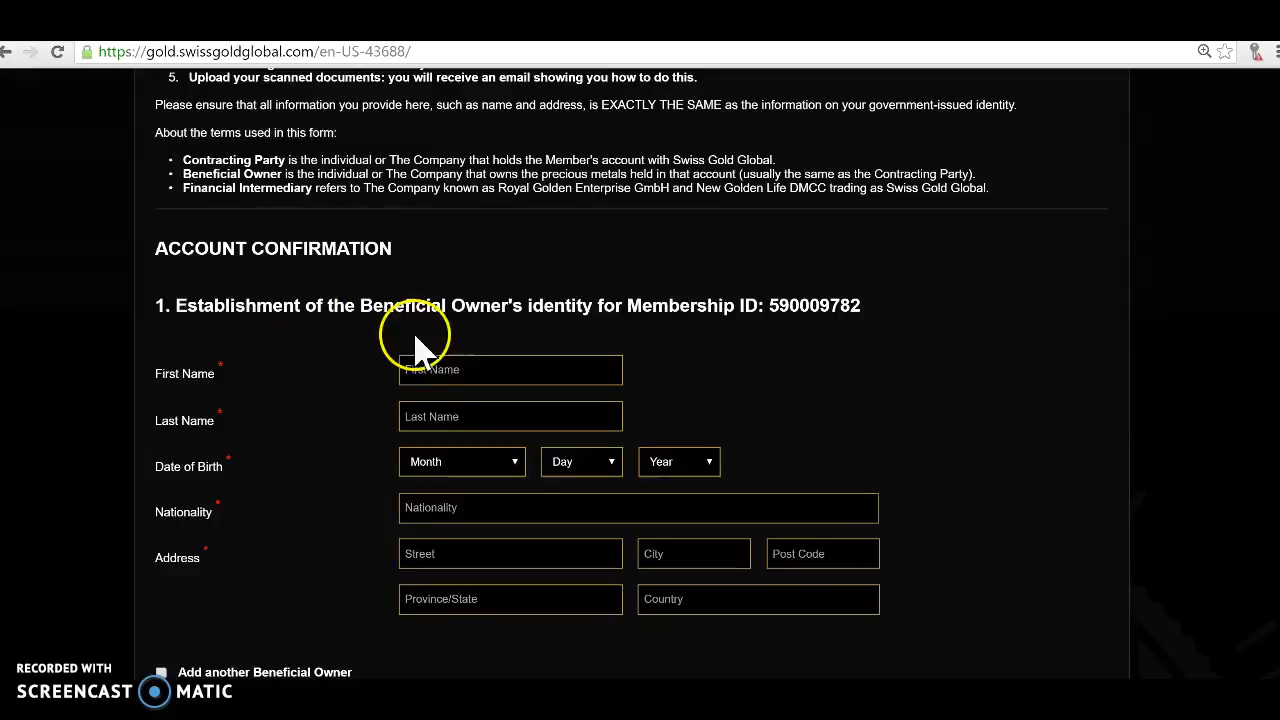 https://gold.swissgoldglobal.com/en-US-43688/
5. Upload your scanned documents: you will receive an email showing you how to do this.
Please ensure that all information you provide here, such as name and address, is EXACTLY THE SAME as the information on your government-issued identity.
About the terms used in this form:
• Contracting Party is the individual or The Company that holds the Member's account with Swiss Gold Global.
• Beneficial Owner is the individual or The Company that owns the precious metals held in that account (usually the same as the Contracting Party).
• Financial Intermediary refers to The Company known as Royal Golden Enterprise GmbH and New Golden Life DMCC trading as Swiss Gold Global.
ACCOUNT CONFIRMATION
1. Establishment of the Beneficial Owner's identity for Membership ID: 590009782
First Name * First Name
Last Name * Last Name
Date of Birth * Month Day Year
Nationality * Nationality
Address * Street City Post Code
Province/State Country
Add another Beneficial Owner
RECORDED WITH
SCREENCAST MATIC